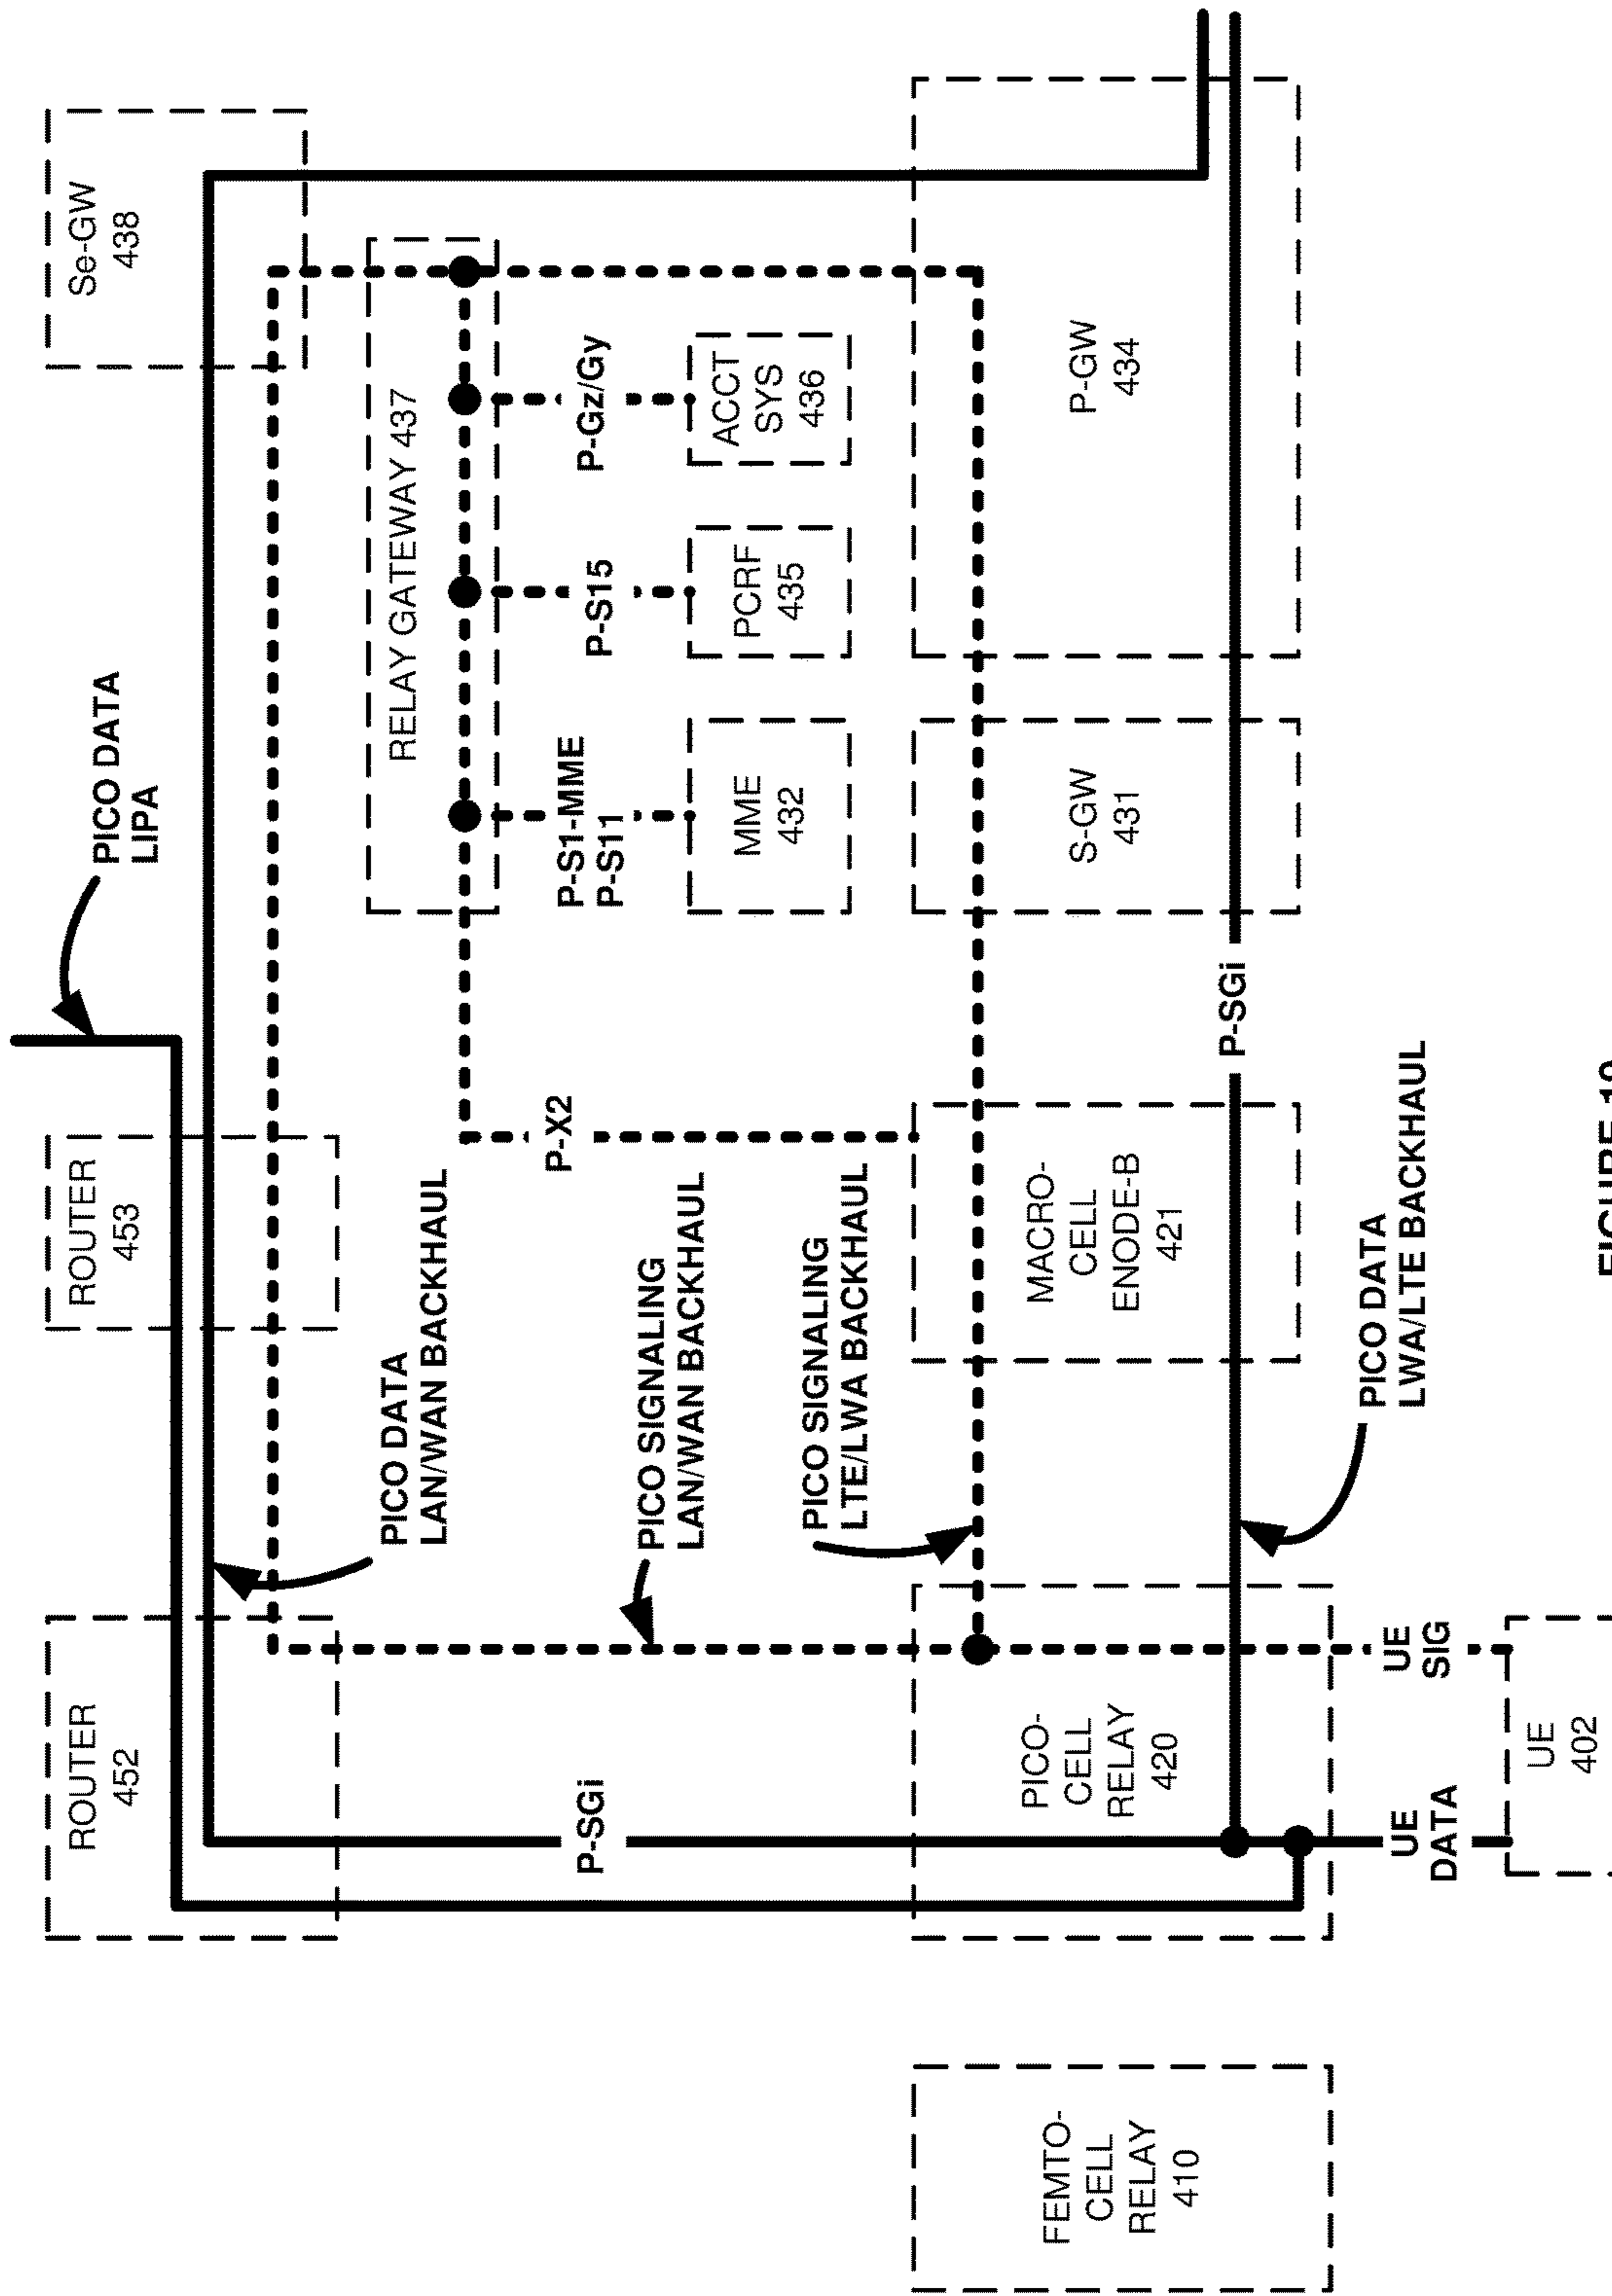 ROUTER
452
ROUTER
453
PICO DATA
LIPA
Se-GW
438
PICO DATA
LAN/WAN BACKHAUL
RELAY GATEWAY 437
P-SGi
P-X2
P-S1-MME
P-S11
P-S15
P-Gz/Gy
PICO SIGNALING
LAN/WAN BACKHAUL
MME
432
PCRF
435
ACCT
SYS
436
PICO SIGNALING
LTE/LWA BACKHAUL
FEMTO-
CELL
RELAY
410
PICO-
CELL
RELAY
420
MACRO-
CELL
ENODE-B
421
S-GW
431
P-GW
434
P-SGi
PICO DATA
LWA/LTE BACKHAUL
UE
DATA
UE
SIG
UE
402
FIGURE